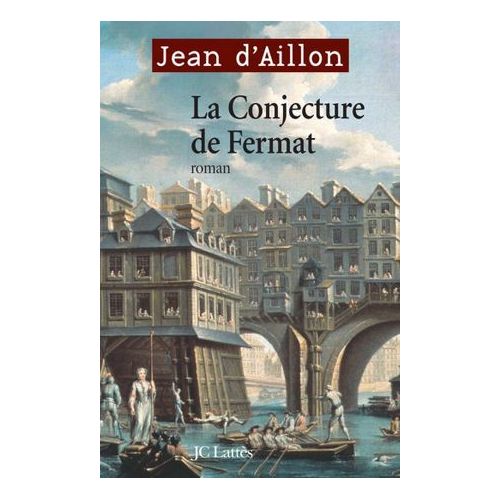 Jean d'Aillon
La Conjecture
de Fermat
roman
JC Lattès